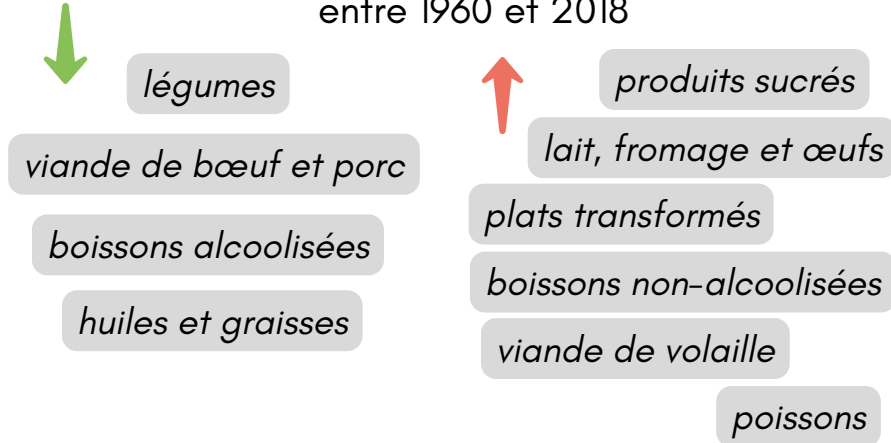 entre 1960 et 2018
légumes
viande de bœuf et porc
boissons alcoolisées
huiles et graisses
produits sucrés
lait, fromage et œufs
plats transformés
boissons non-alcoolisées
viande de volaille
poissons